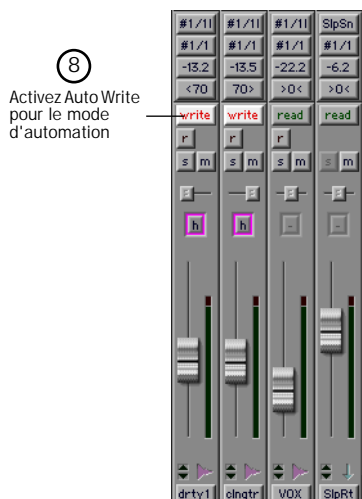 8
Activez Auto Write
pour le mode
d'automation
#1/1l #1/1l #1/1l SlpSn
#1/1 #1/1 #1/1 #1/1
-13.2 -13.5 -22.2 -6.2
<70 70> >0< >0<
write write read read
r r r
s m s m s m s m
h h - -
drty1 clngtr VOX SlpRt